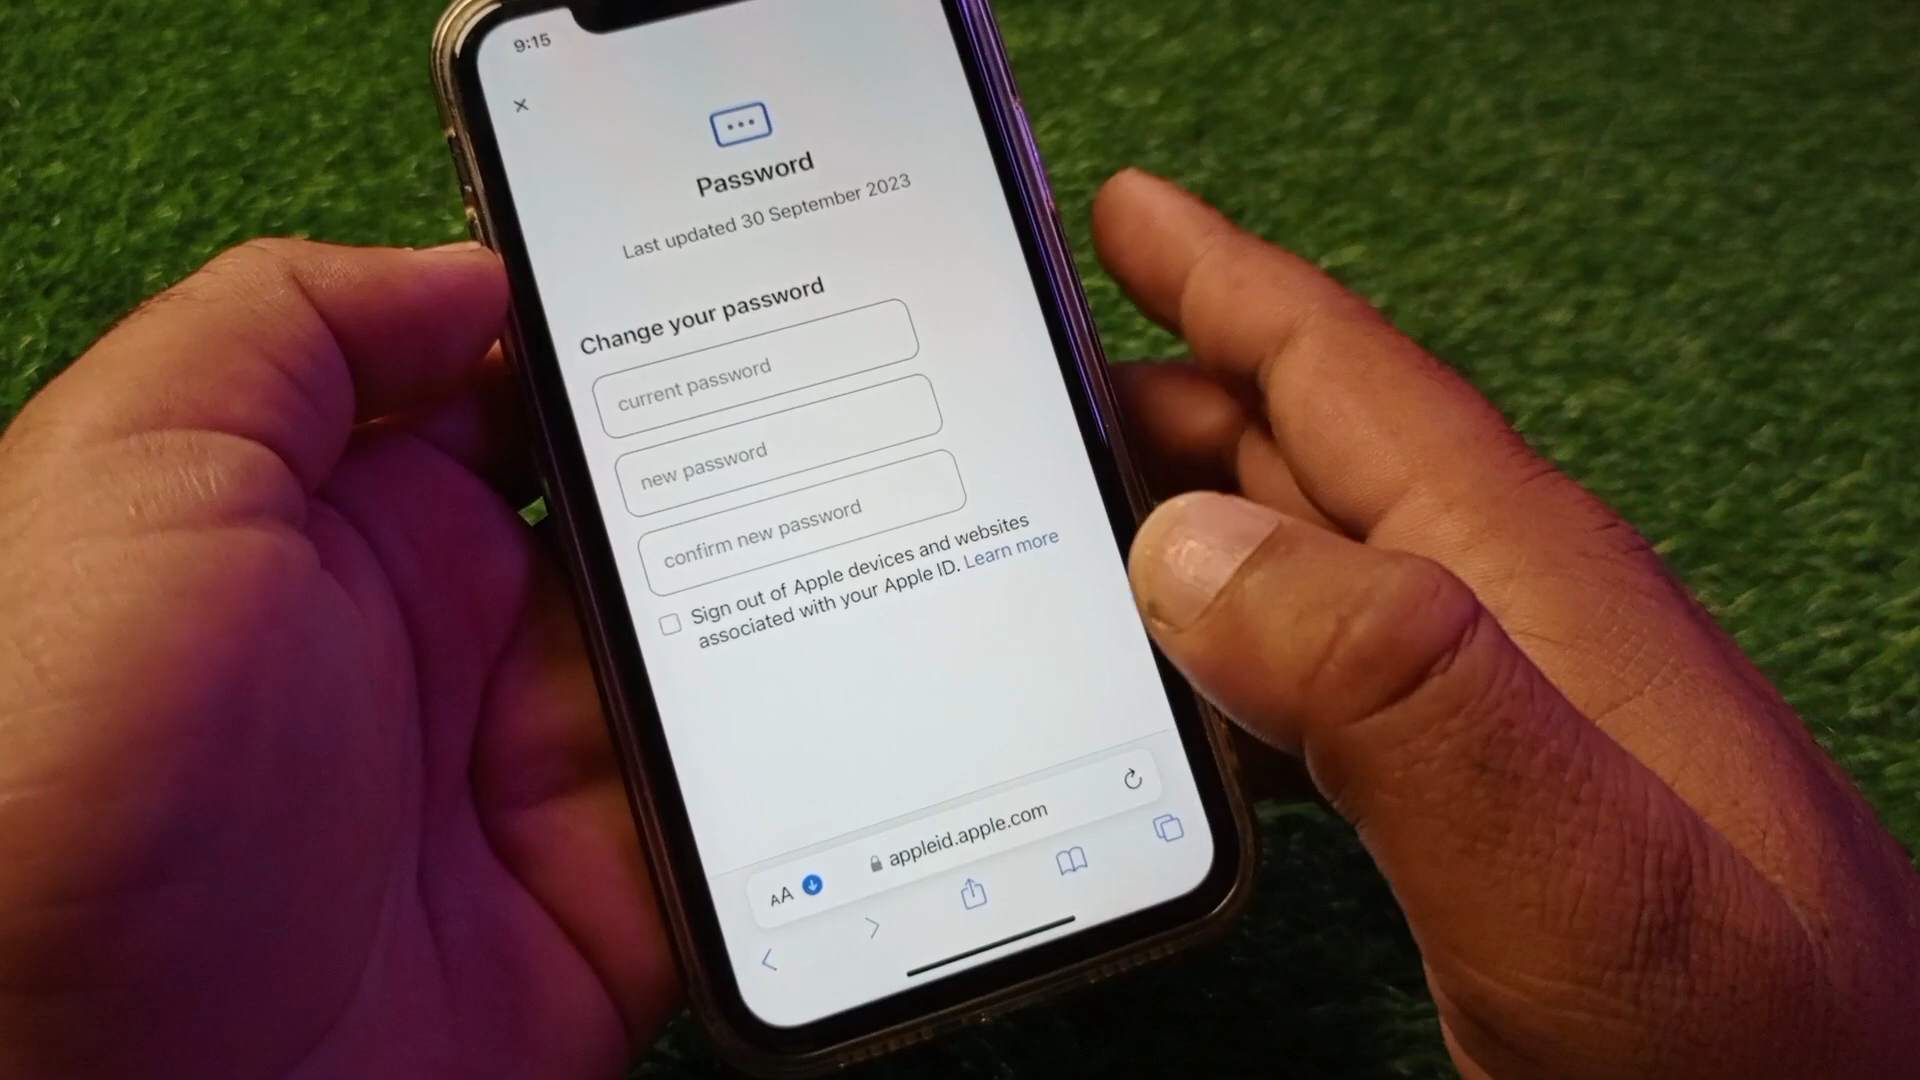 9:15
Password
Last updated 30 September 2023
Change your password
current password
new password
confirm new password
Sign out of Apple devices and websites
associated with your Apple ID. Learn more
AA
appleid.apple.com